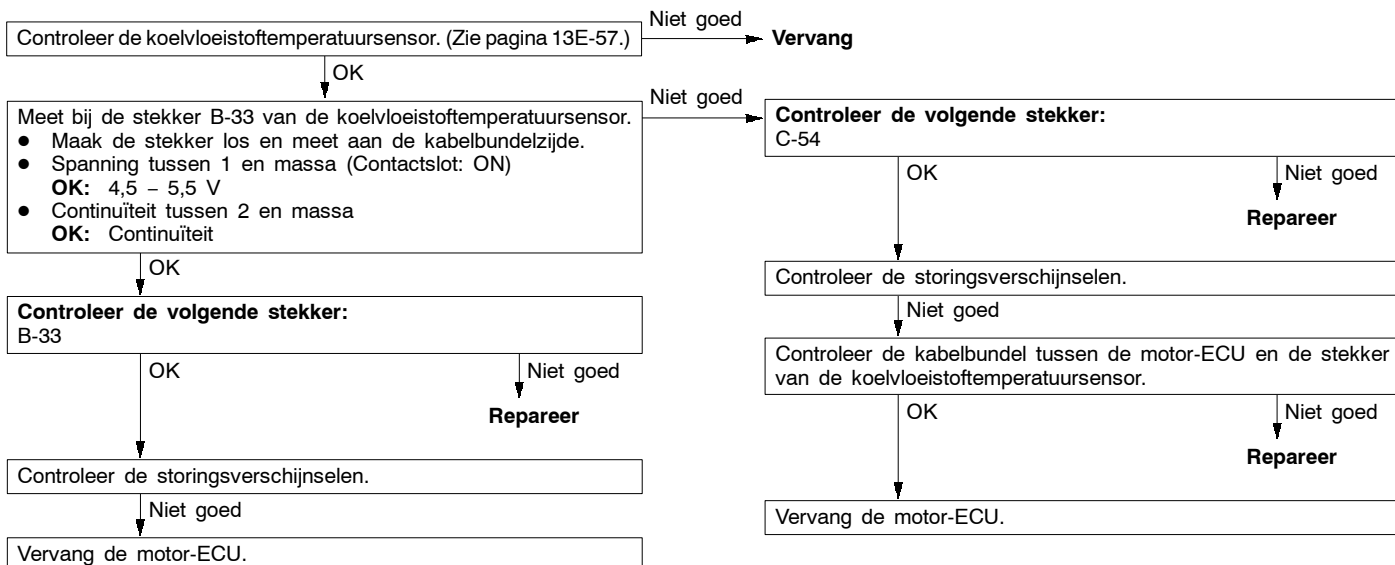 Controleer de koelvloeistoftemperatuursensor. (Zie pagina 13E-57.)
Niet goed
Vervang
OK
Meet bij de stekker B-33 van de koelvloeistoftemperatuursensor.
● Maak de stekker los en meet aan de kabelbundelzijde.
● Spanning tussen 1 en massa (Contactslot: ON)
OK: 4,5 – 5,5 V
● Continuïteit tussen 2 en massa
OK: Continuïteit
Niet goed
OK
Controleer de volgende stekker:
B-33
OK
Niet goed
Repareer
Controleer de storingsverschijnselen.
Niet goed
Vervang de motor-ECU.
Controleer de volgende stekker:
C-54
OK
Niet goed
Repareer
Controleer de storingsverschijnselen.
Niet goed
Controleer de kabelbundel tussen de motor-ECU en de stekker
van de koelvloeistoftemperatuursensor.
OK
Niet goed
Repareer
Vervang de motor-ECU.